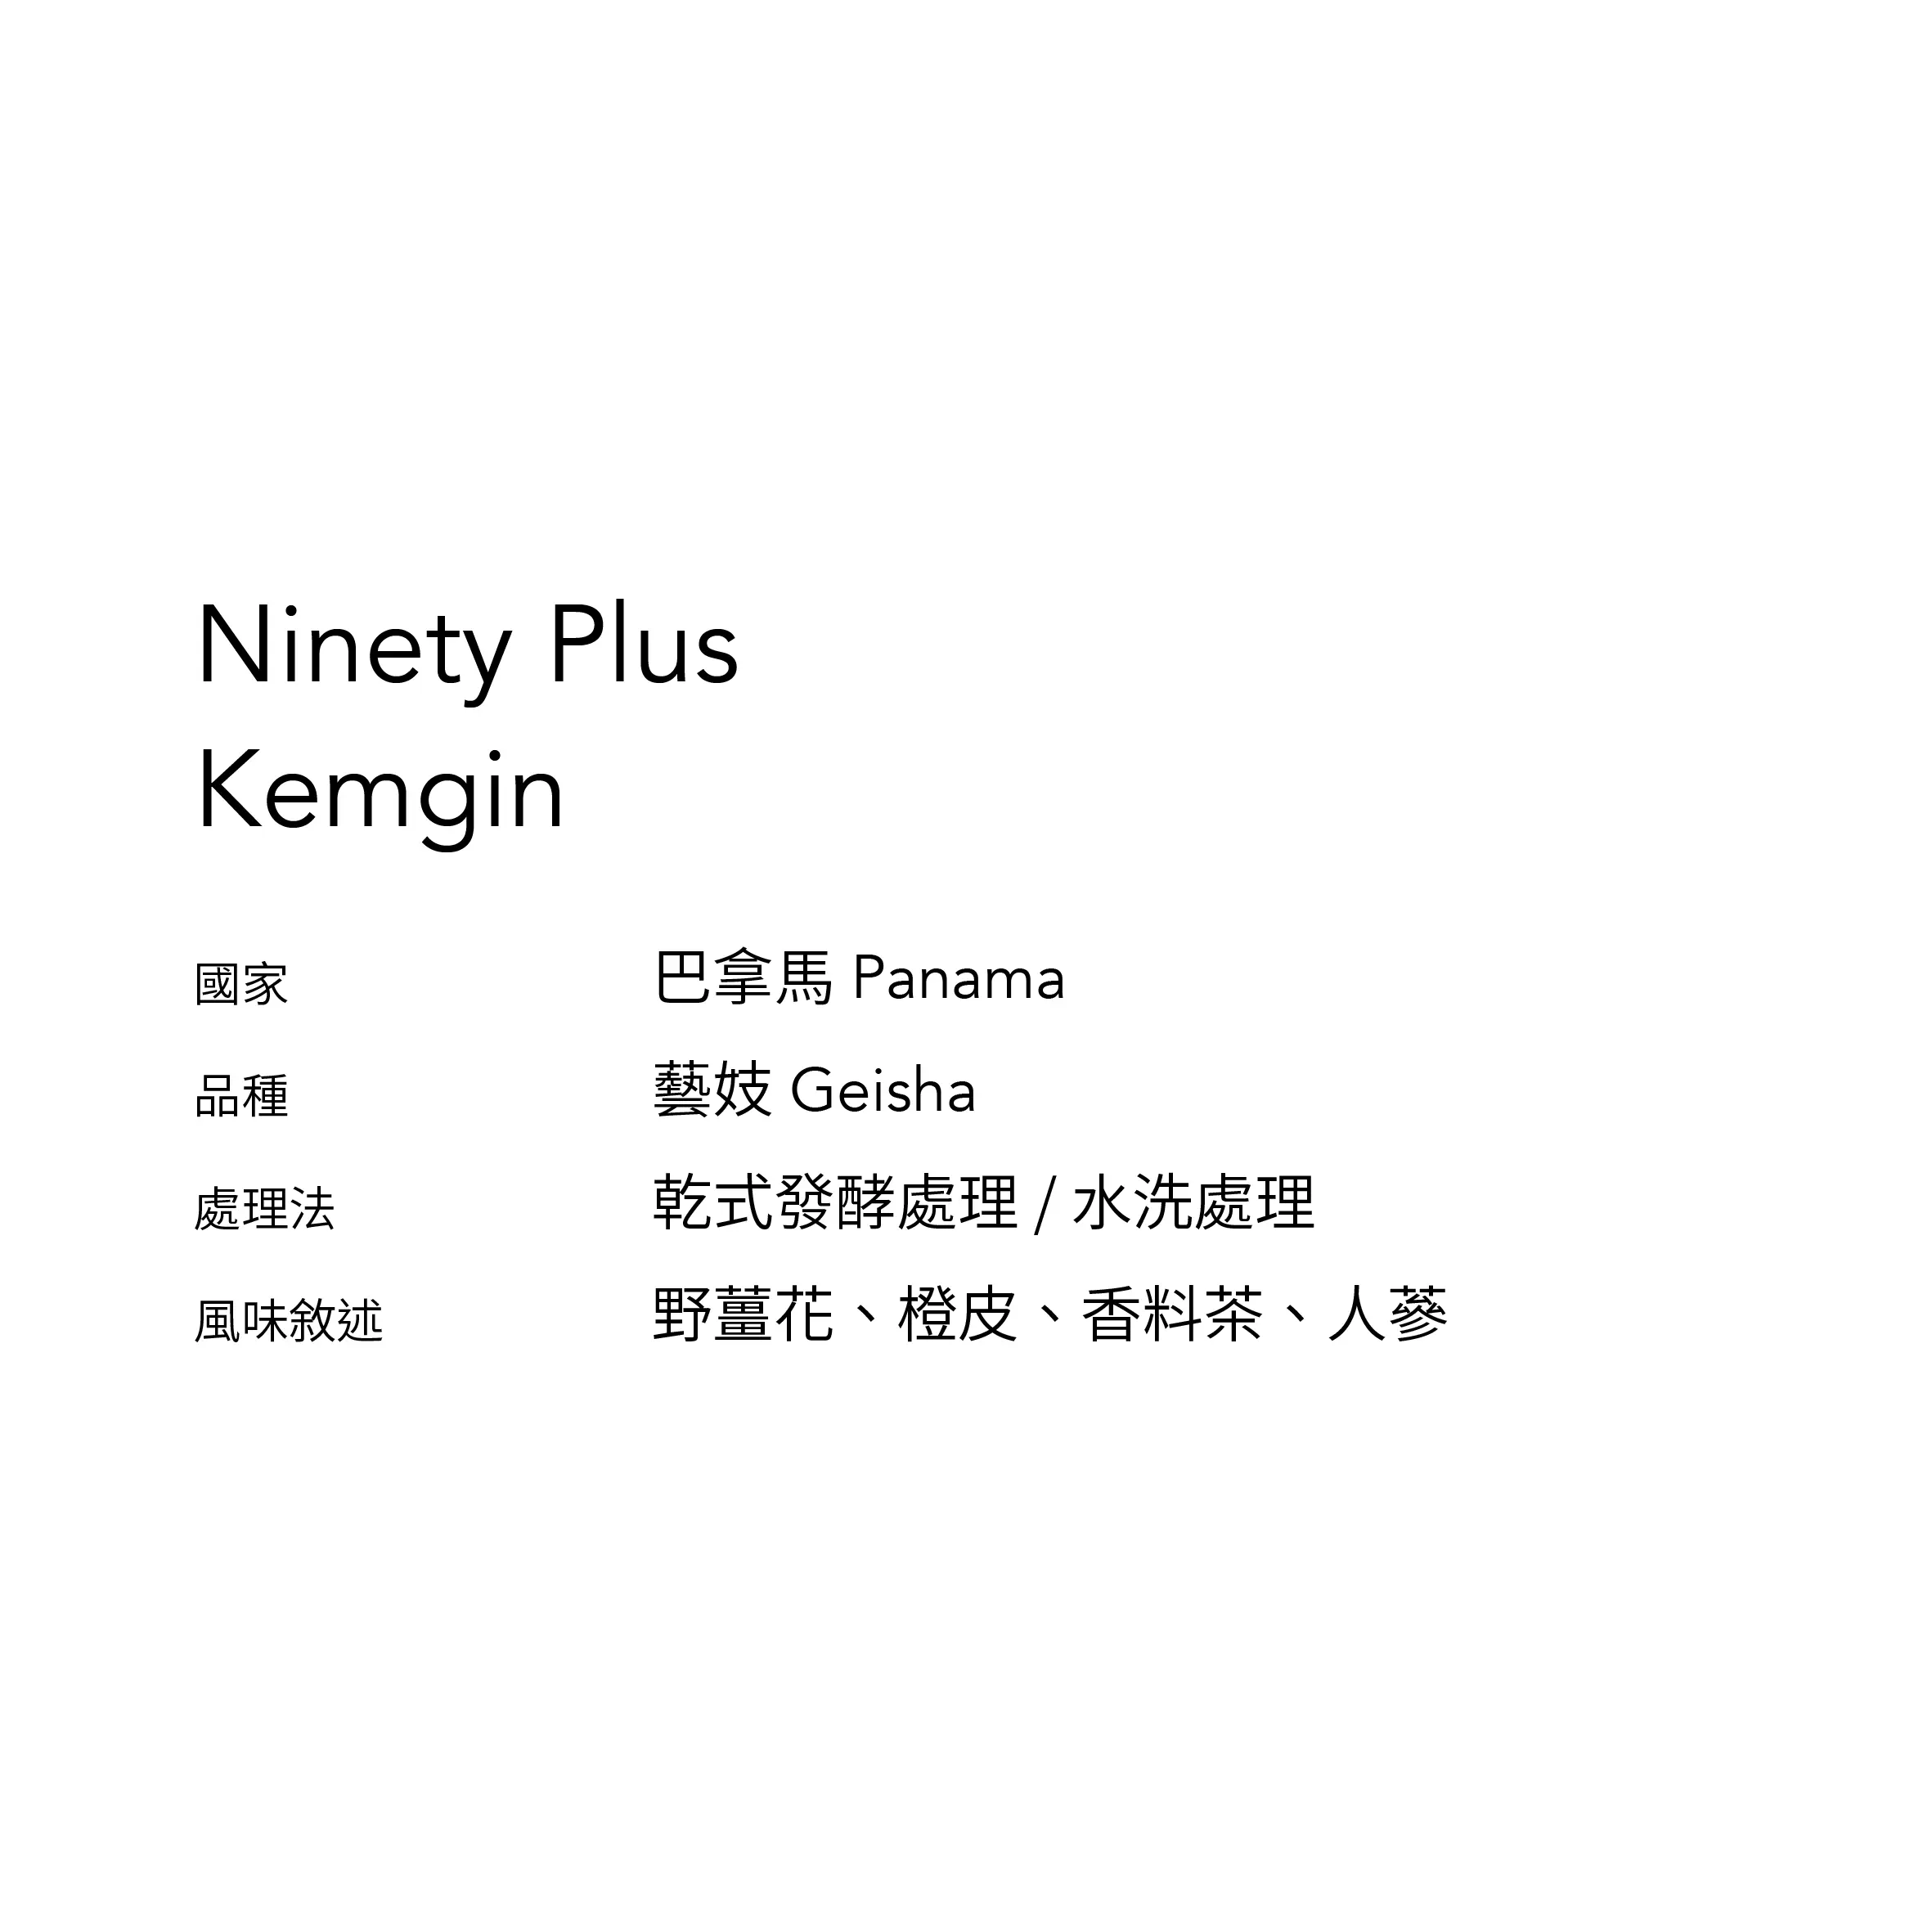 Ninety Plus
Kemgin
國家 巴拿馬 Panama
品種 藝妓 Geisha
處理法 乾式發酵處理 / 水洗處理
風味敘述 野薑花、橙皮、香料茶、人蔘